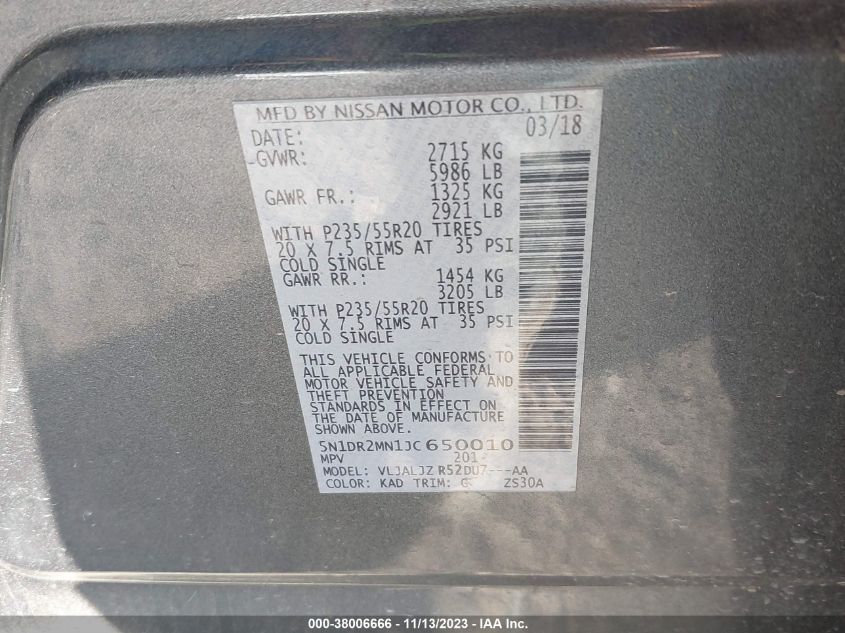 MFD BY NISSAN MOTOR CO., LTD.
DATE: 03/18
GVWR: 2715 KG
5986 LB
GAWR FR.: 1325 KG
2921 LB
WITH P235/55R20 TIRES
20 X 7.5 RIMS AT 35 PSI
COLD SINGLE
GAWR RR.: 1454 KG
3205 LB
WITH P235/55R20 TIRES
20 X 7.5 RIMS AT 35 PSI
COLD SINGLE
THIS VEHICLE CONFORMS TO
ALL APPLICABLE FEDERAL
MOTOR VEHICLE SAFETY AND
THEFT PREVENTION
STANDARDS IN EFFECT ON
THE DATE OF MANUFACTURE
SHOWN ABOVE.
5N1DR2MN1JC650010
MPV
MODEL: VLJALJZ R52DU7---AA
COLOR: KAD TRIM: G ZS30A
000-38006666 - 11/13/2023 - IAA Inc.